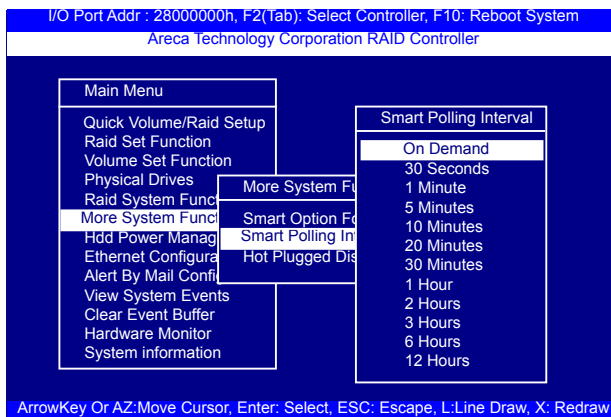 I/O Port Addr : 28000000h, F2(Tab): Select Controller, F10: Reboot System
Areca Technology Corporation RAID Controller
Main Menu
Quick Volume/Raid Setup
Raid Set Function
Volume Set Function
Physical Drives
Raid System Funct
More System Funct
Hdd Power Manag
Ethernet Configura
Alert By Mail Confi
View System Events
Clear Event Buffer
Hardware Monitor
System information
More System Fu
Smart Option Fo
Smart Polling In
Hot Plugged Dis
Smart Polling Interval
On Demand
30 Seconds
1 Minute
5 Minutes
10 Minutes
20 Minutes
30 Minutes
1 Hour
2 Hours
3 Hours
6 Hours
12 Hours
ArrowKey Or AZ:Move Cursor, Enter: Select, ESC: Escape, L:Line Draw, X: Redraw